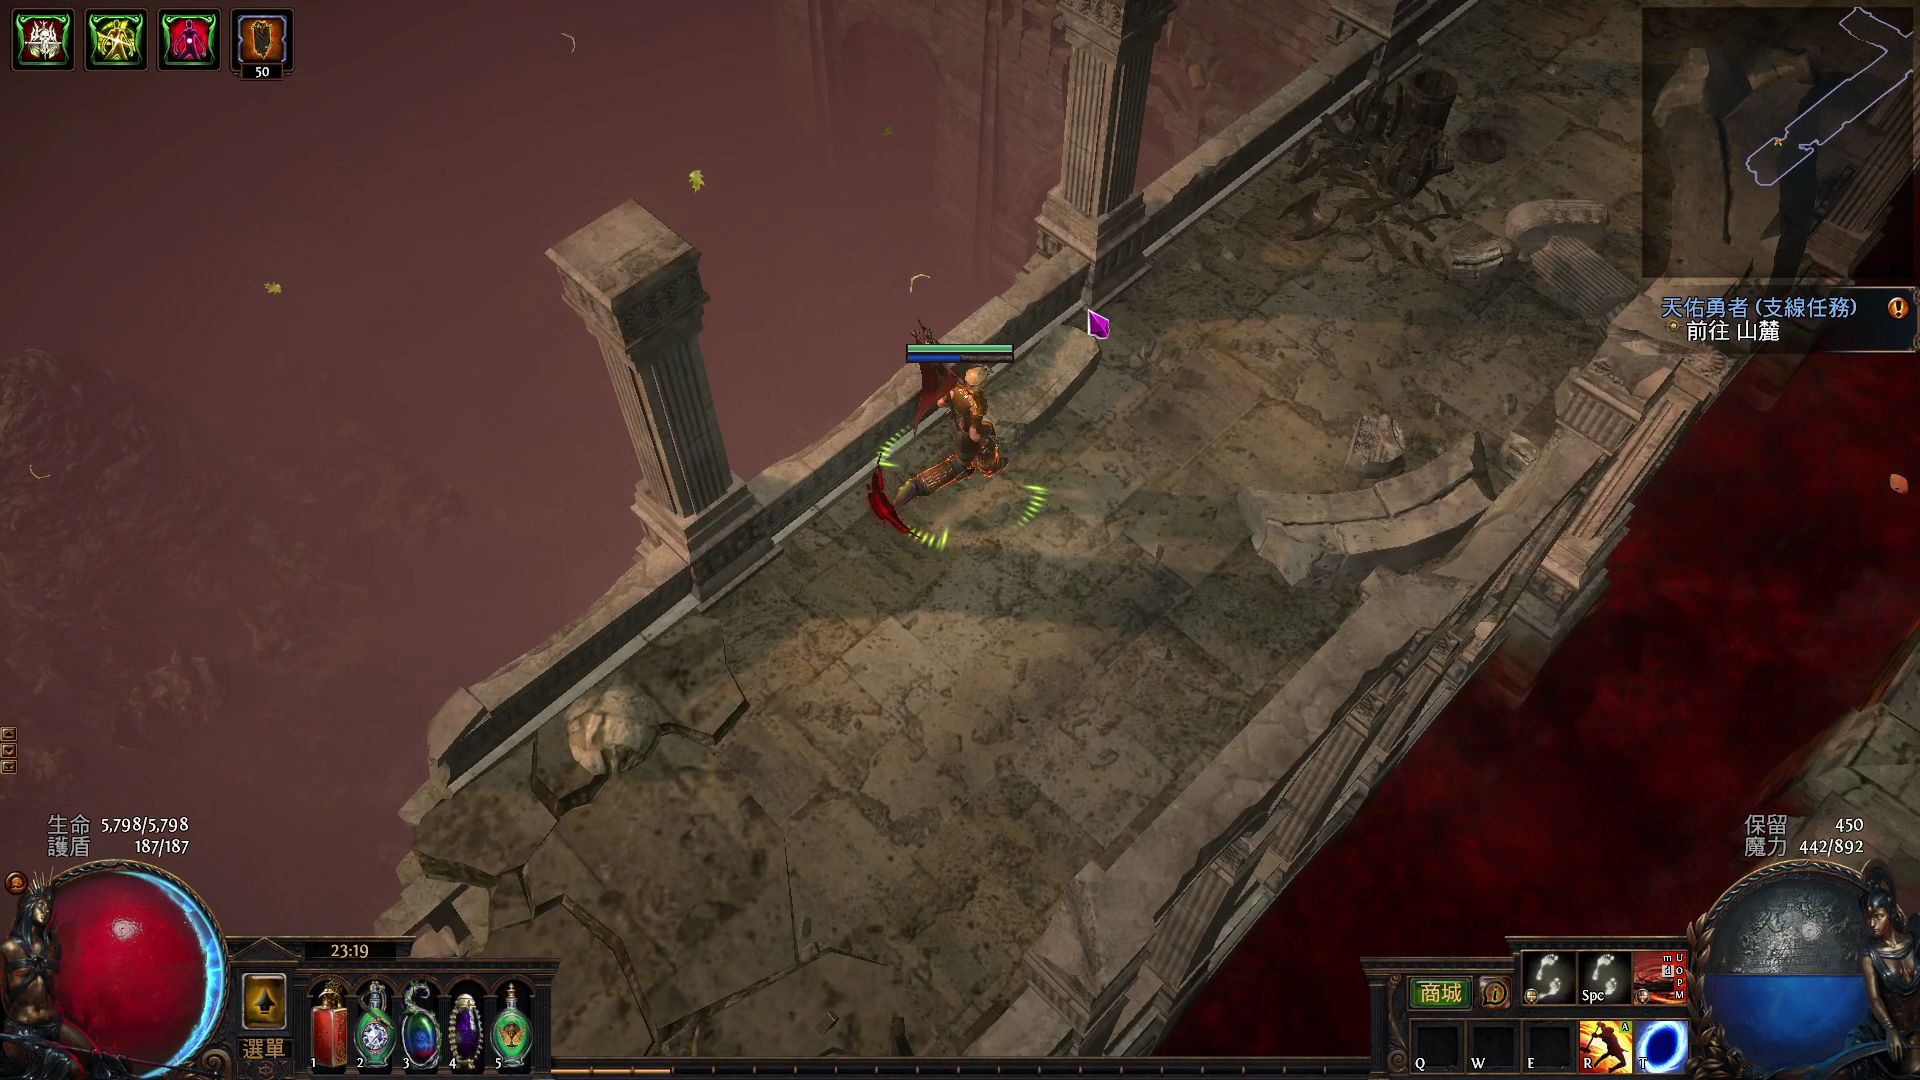 50
天佑勇者 (支線任務)
前往 山麓
生命 5,798/5,798
護盾 187/187
保留 450
魔力 442/892
23:19
選單
1 2 3 4 5
商城
Spc
m U
d O
P
M
Q W E R A T